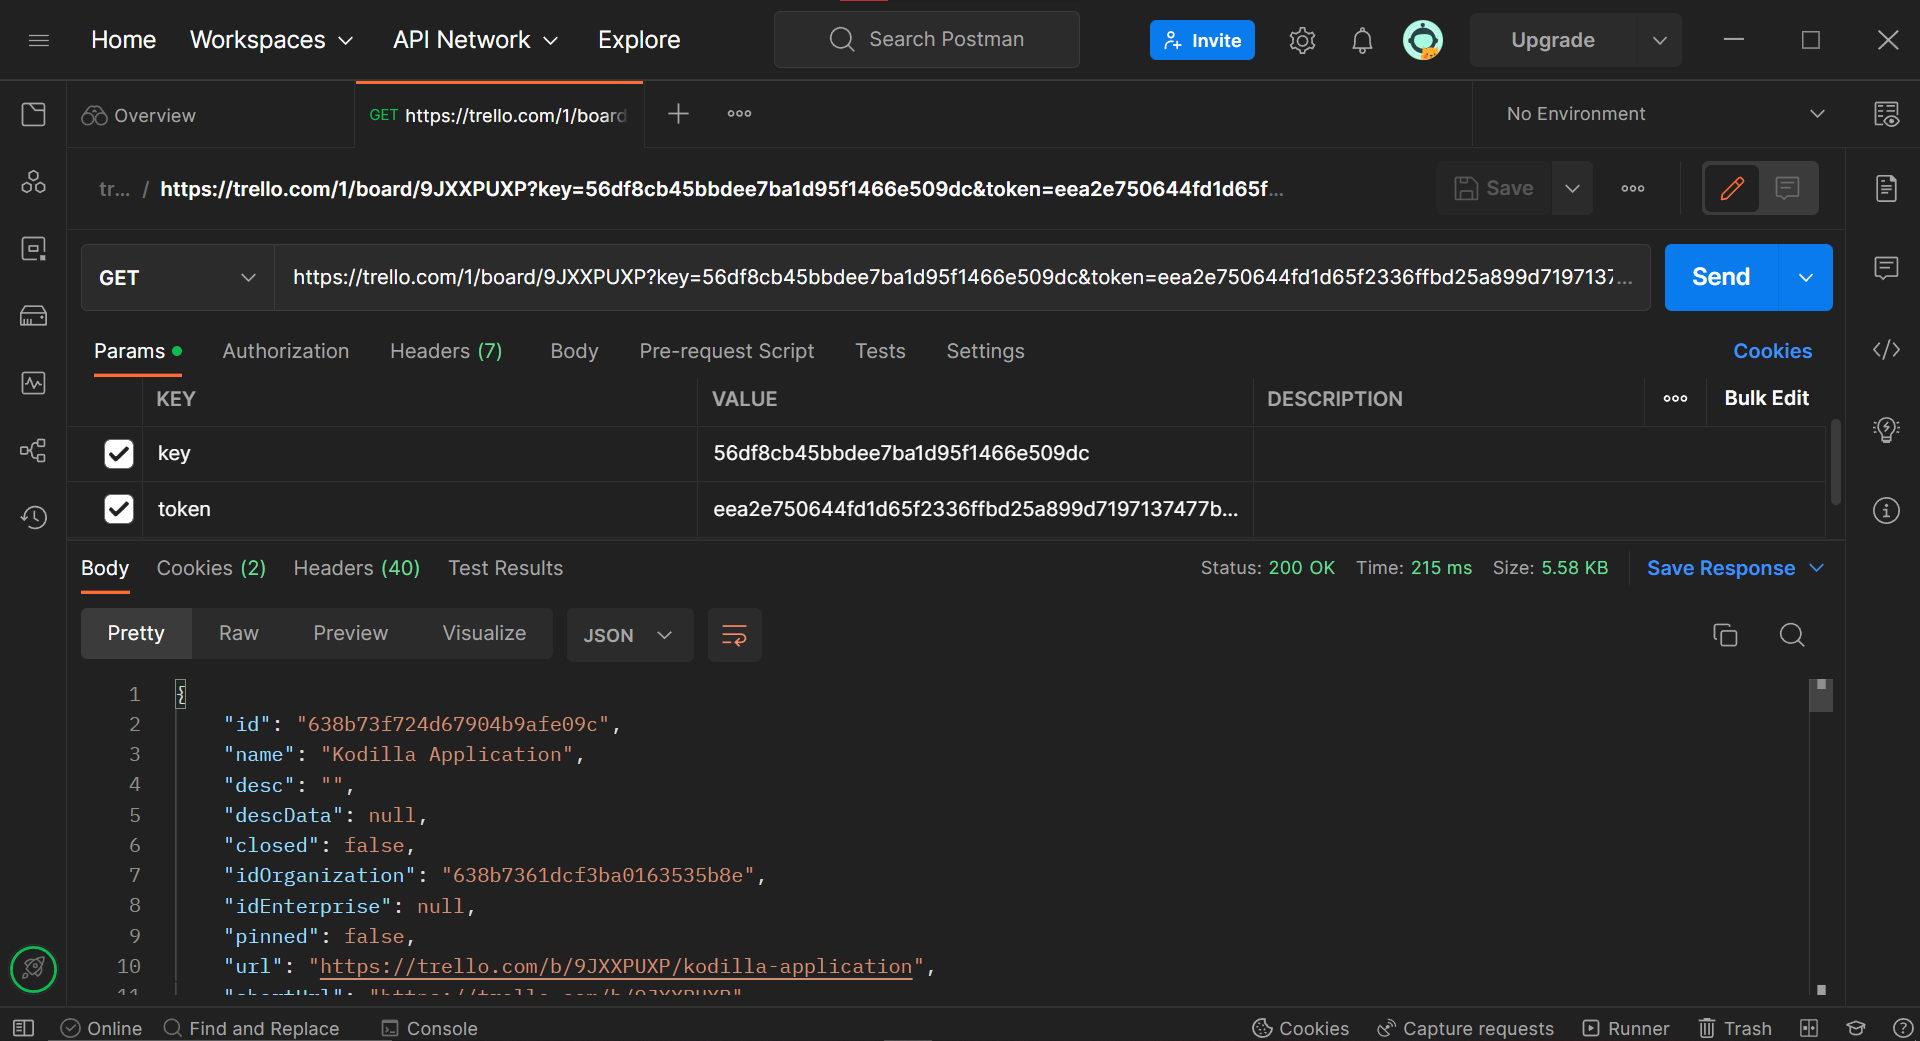 Home Workspaces API Network Explore Search Postman Invite Upgrade
Overview GET https://trello.com/1/board No Environment
tr... / https://trello.com/1/board/9JXXPUXP?key=56df8cb45bbdee7ba1d95f1466e509dc&token=eea2e750644fd1d65f... Save
GET https://trello.com/1/board/9JXXPUXP?key=56df8cb45bbdee7ba1d95f1466e509dc&token=eea2e750644fd1d65f2336ffbd25a899d7197137... Send
Params Authorization Headers (7) Body Pre-request Script Tests Settings Cookies
KEY VALUE DESCRIPTION Bulk Edit
key 56df8cb45bbdee7ba1d95f1466e509dc
token eea2e750644fd1d65f2336ffbd25a899d7197137477b...
Body Cookies (2) Headers (40) Test Results Status: 200 OK Time: 215 ms Size: 5.58 KB Save Response
Pretty Raw Preview Visualize JSON
1 {
2 "id": "638b73f724d67904b9afe09c",
3 "name": "Kodilla Application",
4 "desc": "",
5 "descData": null,
6 "closed": false,
7 "idOrganization": "638b7361dcf3ba0163535b8e",
8 "idEnterprise": null,
9 "pinned": false,
10 "url": "https://trello.com/b/9JXXPUXP/kodilla-application",
11 "shortUrl": "https://trello.com/b/9JXXPUXP"
Online Find and Replace Console Cookies Capture requests Runner Trash